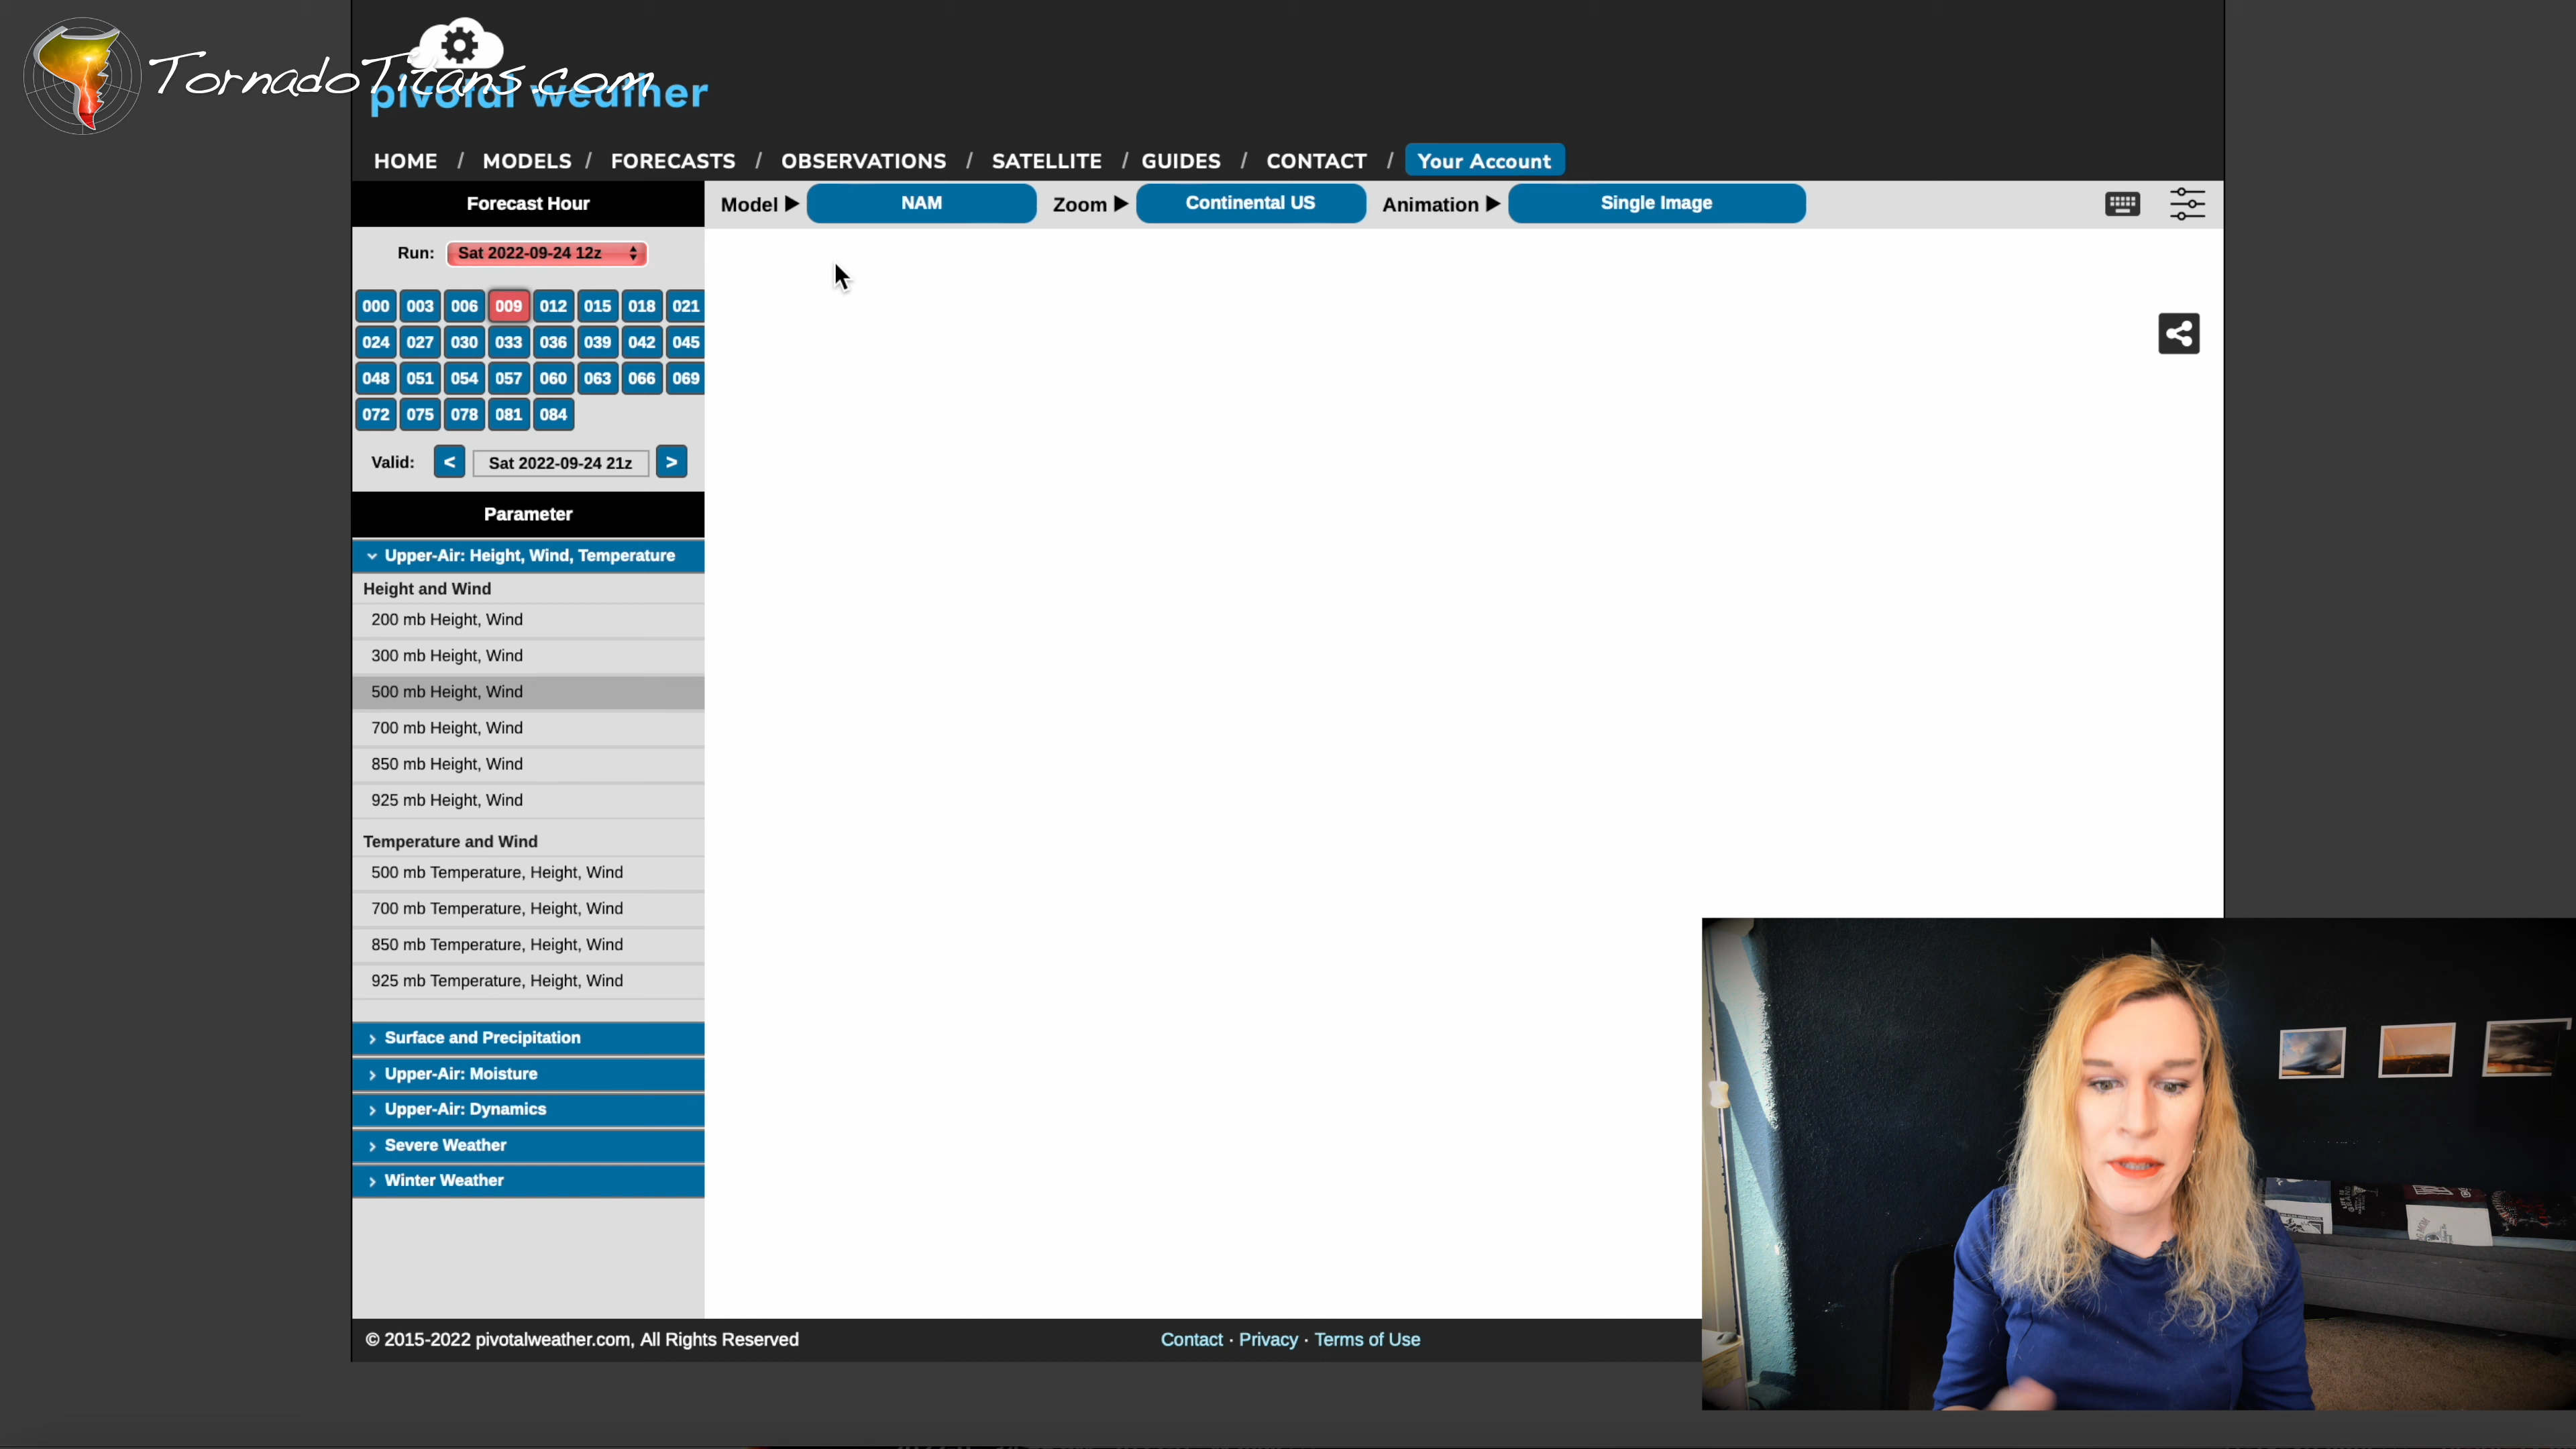 TornadoTitans.com
pivotal weather
HOME / MODELS / FORECASTS / OBSERVATIONS / SATELLITE / GUIDES / CONTACT / Your Account
Forecast Hour
Model NAM Zoom Continental US Animation Single Image
Run: Sat 2022-09-24 12z
000 003 006 009 012 015 018 021
024 027 030 033 036 039 042 045
048 051 054 057 060 063 066 069
072 075 078 081 084
Valid: < Sat 2022-09-24 21z >
Parameter
Upper-Air: Height, Wind, Temperature
Height and Wind
200 mb Height, Wind
300 mb Height, Wind
500 mb Height, Wind
700 mb Height, Wind
850 mb Height, Wind
925 mb Height, Wind
Temperature and Wind
500 mb Temperature, Height, Wind
700 mb Temperature, Height, Wind
850 mb Temperature, Height, Wind
925 mb Temperature, Height, Wind
Surface and Precipitation
Upper-Air: Moisture
Upper-Air: Dynamics
Severe Weather
Winter Weather
© 2015-2022 pivotalweather.com, All Rights Reserved
Contact · Privacy · Terms of Use